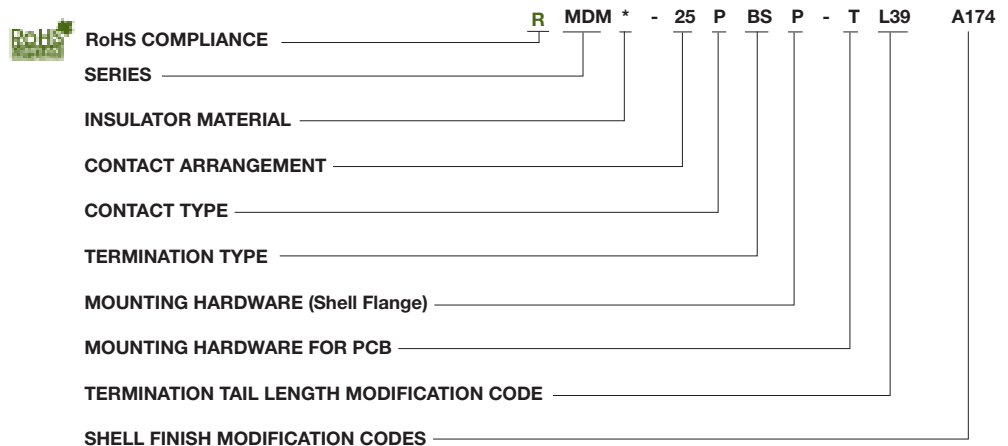 R MDM * - 25 P BS P - T L39 A174
RoHS
RoHS COMPLIANCE
SERIES
INSULATOR MATERIAL
CONTACT ARRANGEMENT
CONTACT TYPE
TERMINATION TYPE
MOUNTING HARDWARE (Shell Flange)
MOUNTING HARDWARE FOR PCB
TERMINATION TAIL LENGTH MODIFICATION CODE
SHELL FINISH MODIFICATION CODES